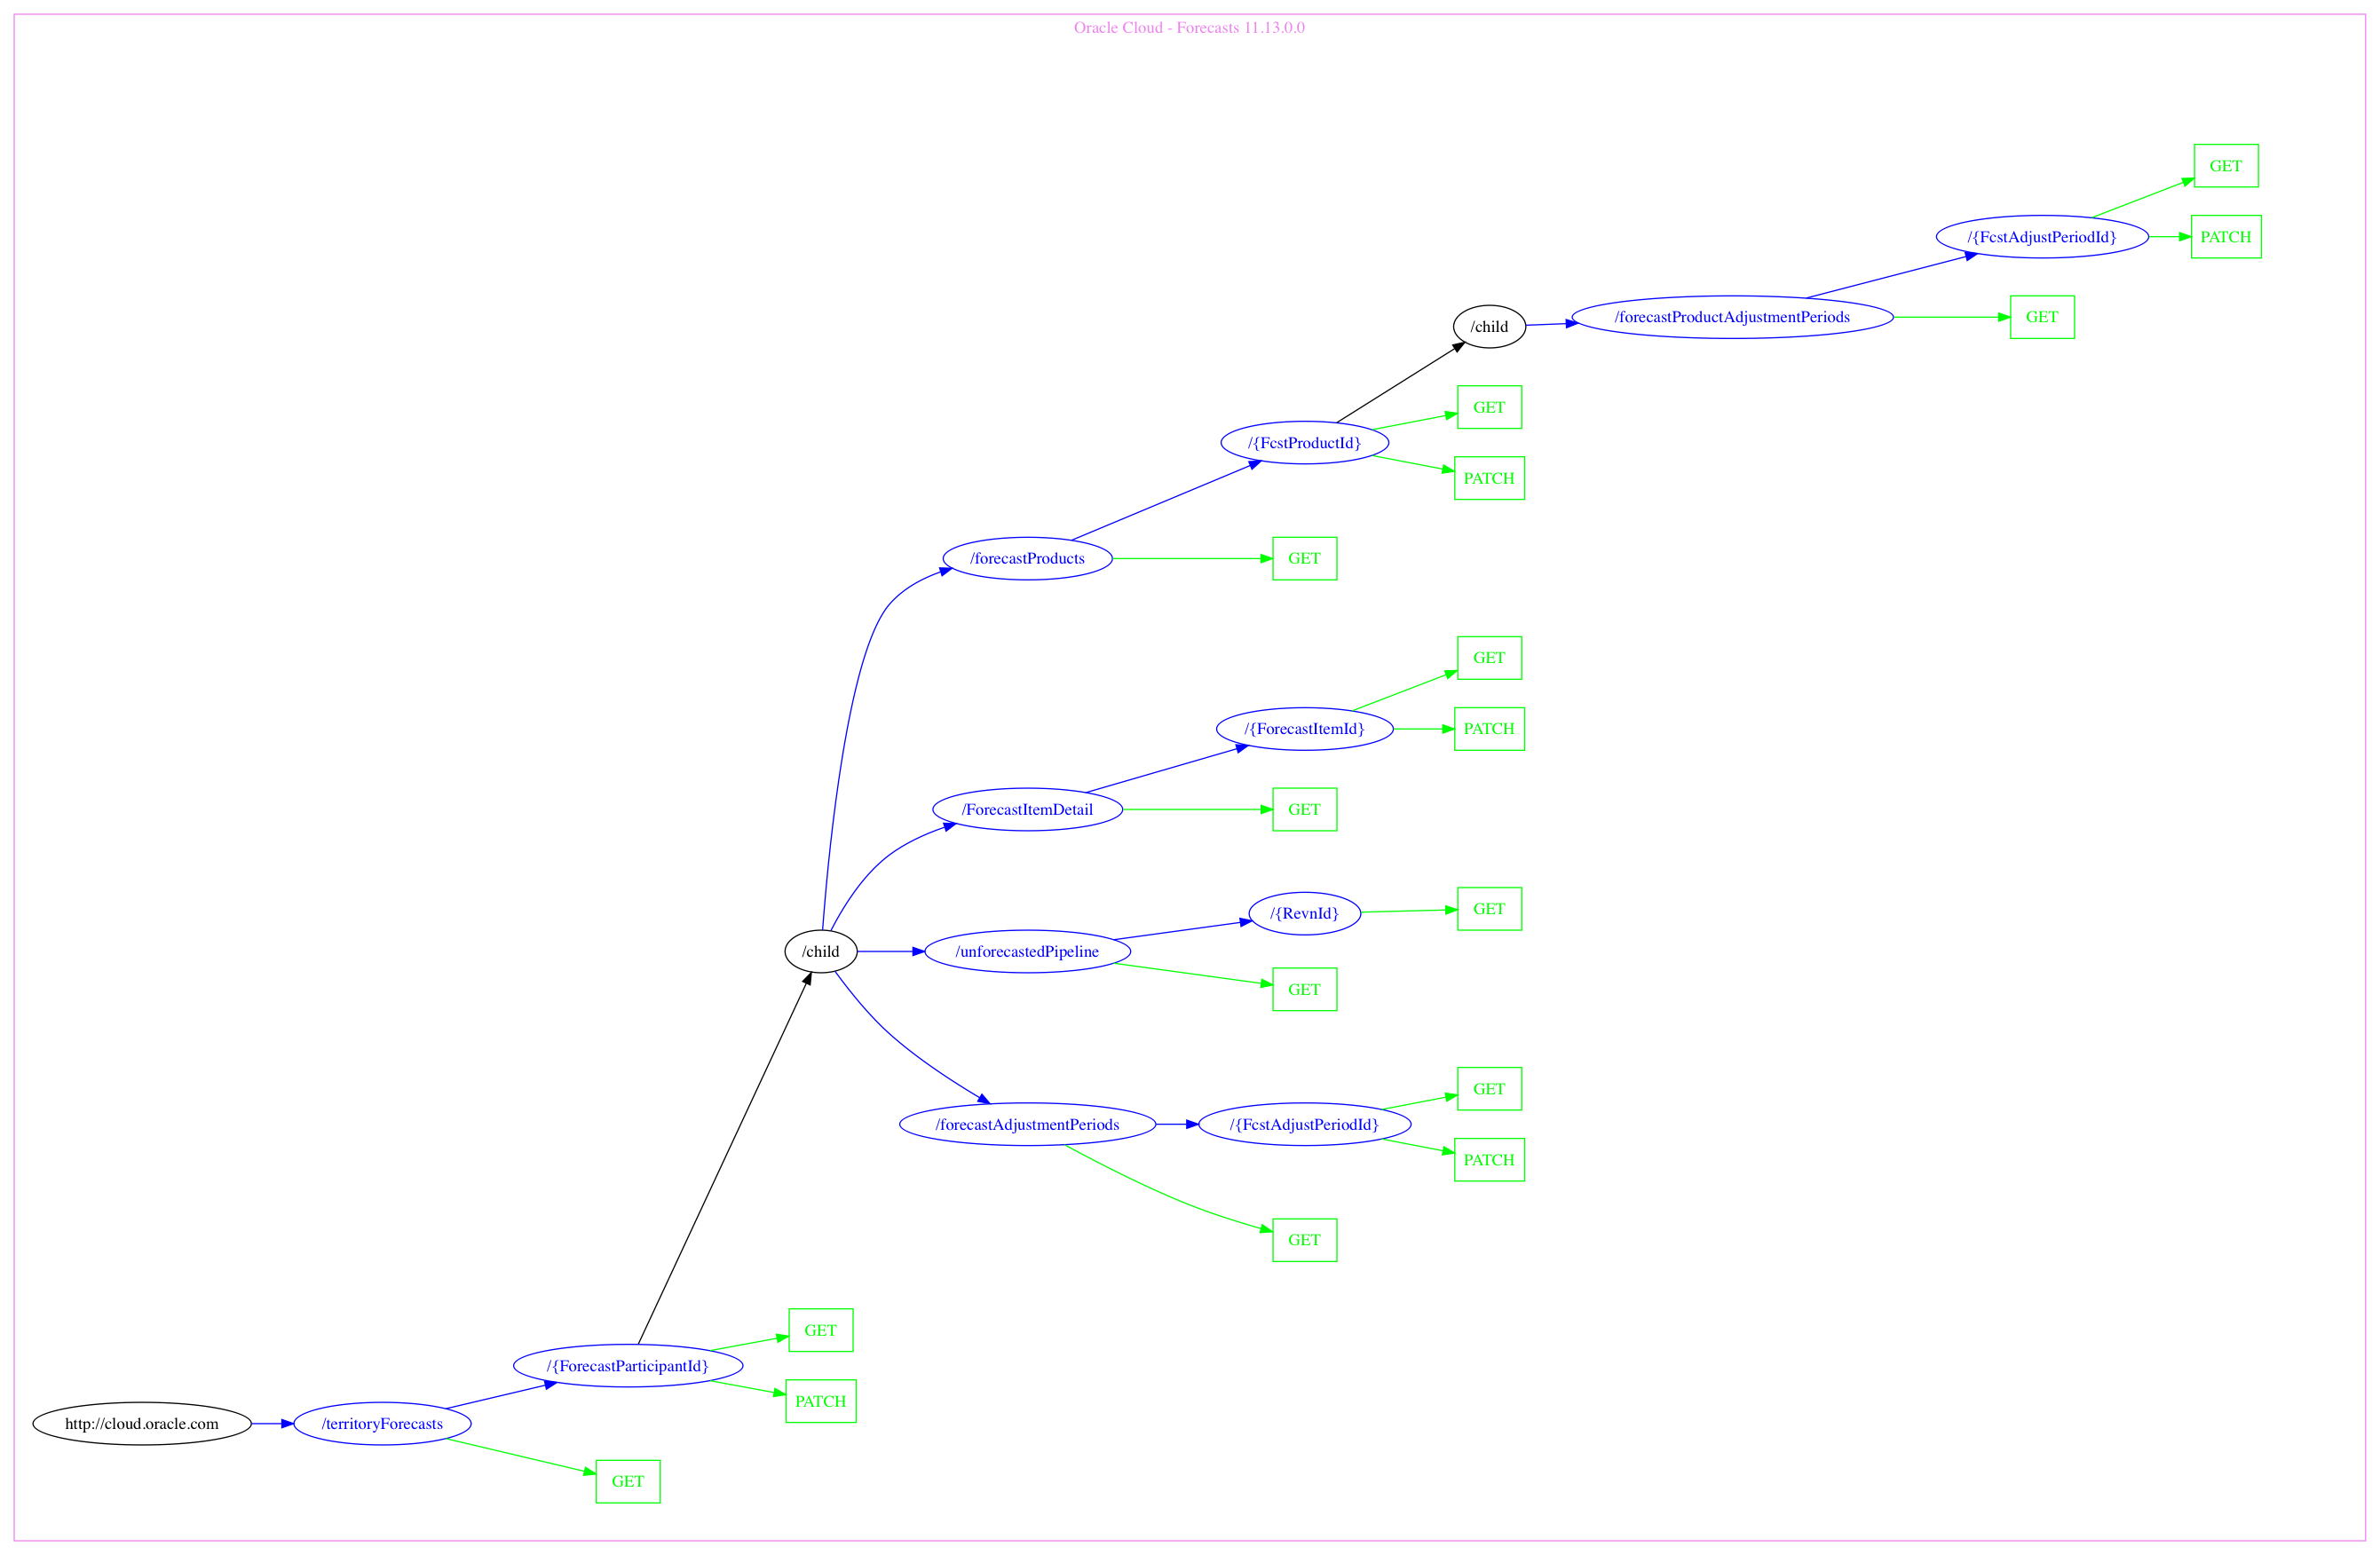 Oracle Cloud - Forecasts 11.13.0.0
GET
/{FcstAdjustPeriodId}
PATCH
/child
/forecastProductAdjustmentPeriods
GET
GET
/{FcstProductId}
PATCH
/forecastProducts
GET
GET
/{ForecastItemId}
PATCH
/ForecastItemDetail
GET
/{RevnId}
GET
/child
/unforecastedPipeline
GET
GET
/forecastAdjustmentPeriods
/{FcstAdjustPeriodId}
PATCH
GET
GET
/{ForecastParticipantId}
PATCH
http://cloud.oracle.com
/territoryForecasts
GET